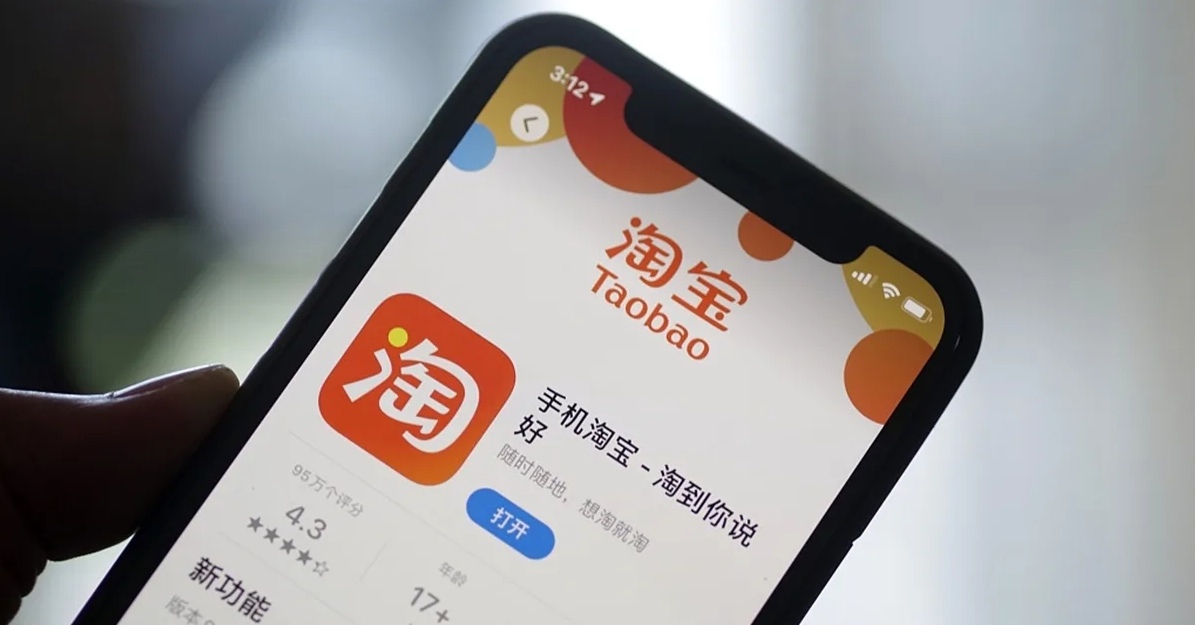 3:12
淘宝
Taobao
淘
手机淘宝 - 淘到你说
好
随时随地，想淘就淘
打开
95万个评分
4.3
年龄
17+
新功能
版本